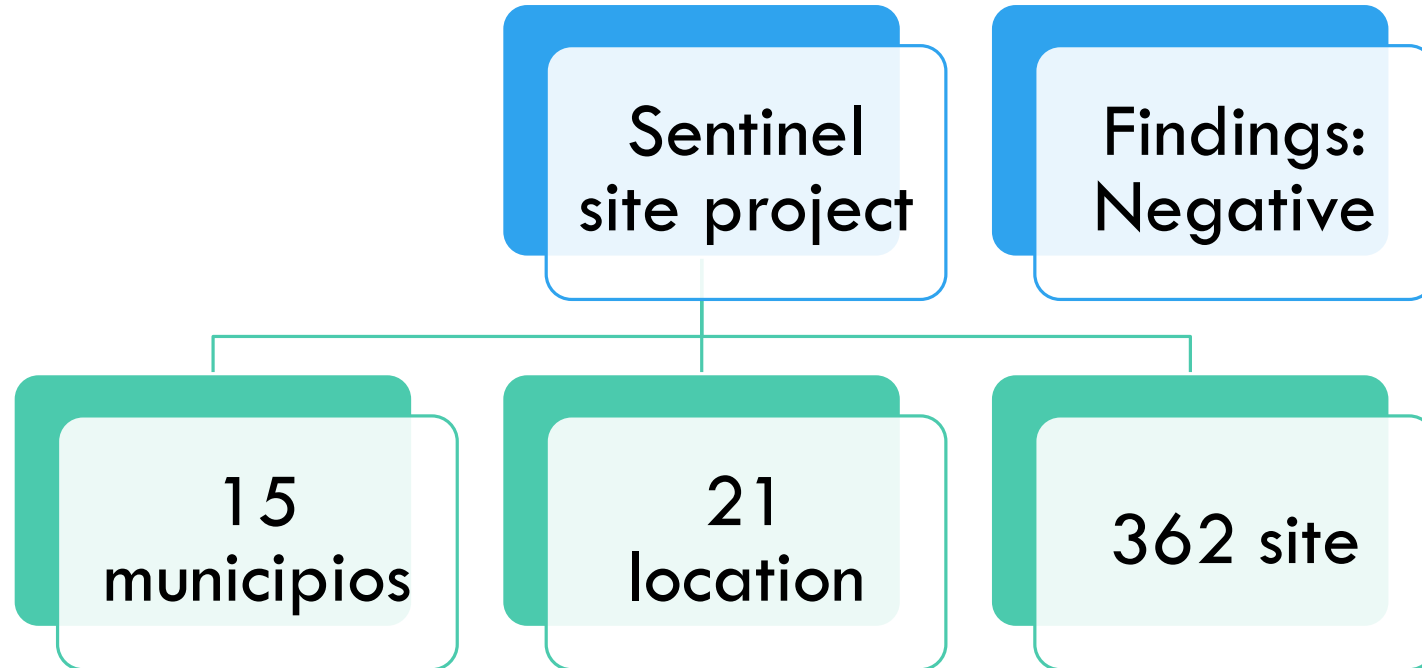 Sentinel
site project
Findings:
Negative
15
municipios
21
location
362 site